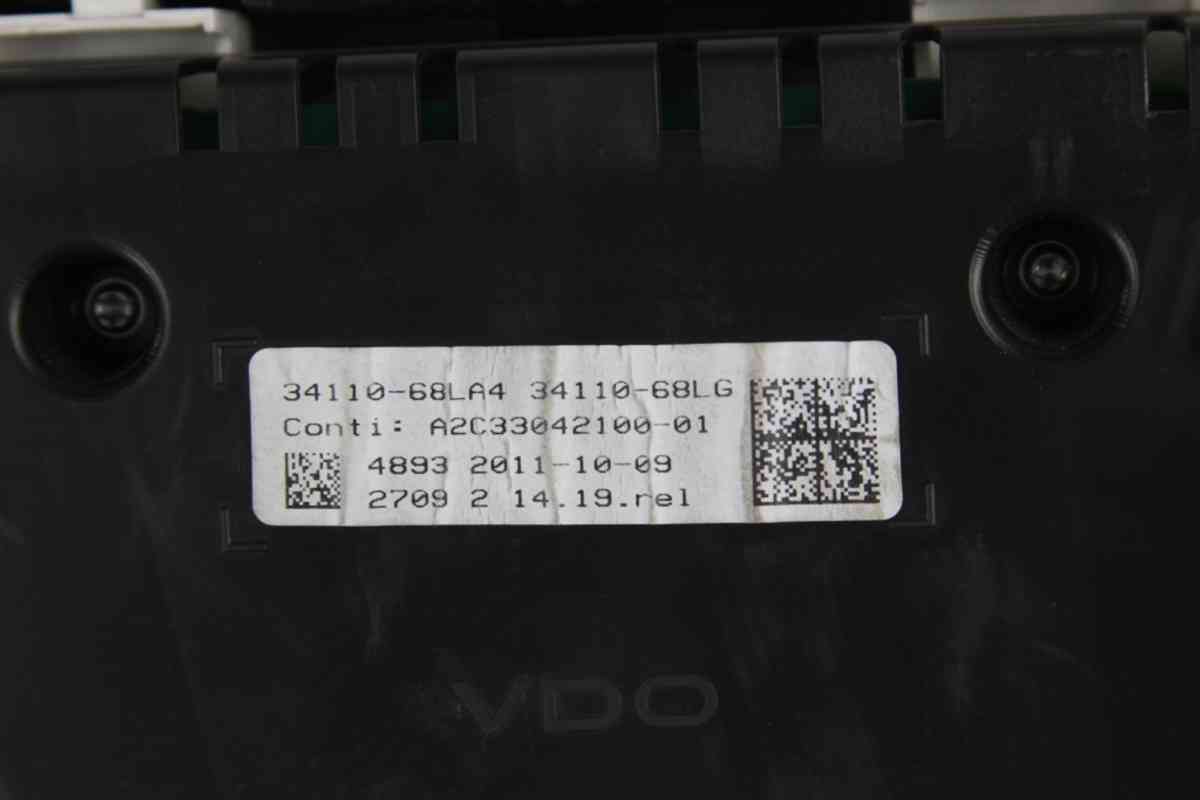 34110-68LA4 34110-68LG
Conti: A2C33042100-01
4893 2011-10-09
2709 2 14.19.rel
VDO